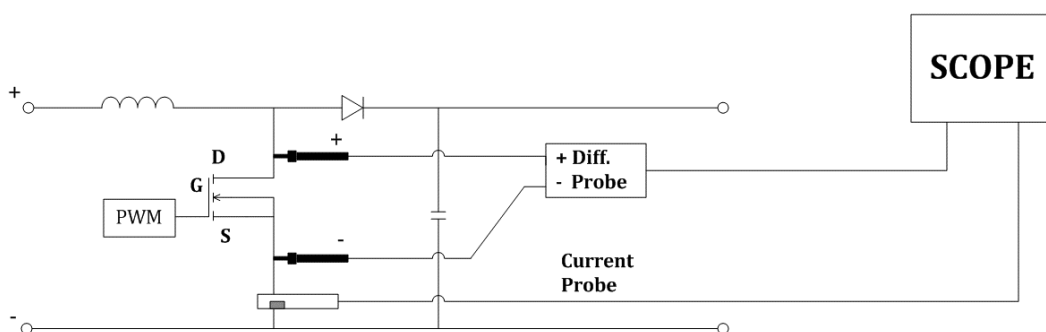 SCOPE
+
+
D
+ Diff.
- Probe
G
PWM
S
-
Current
Probe
-